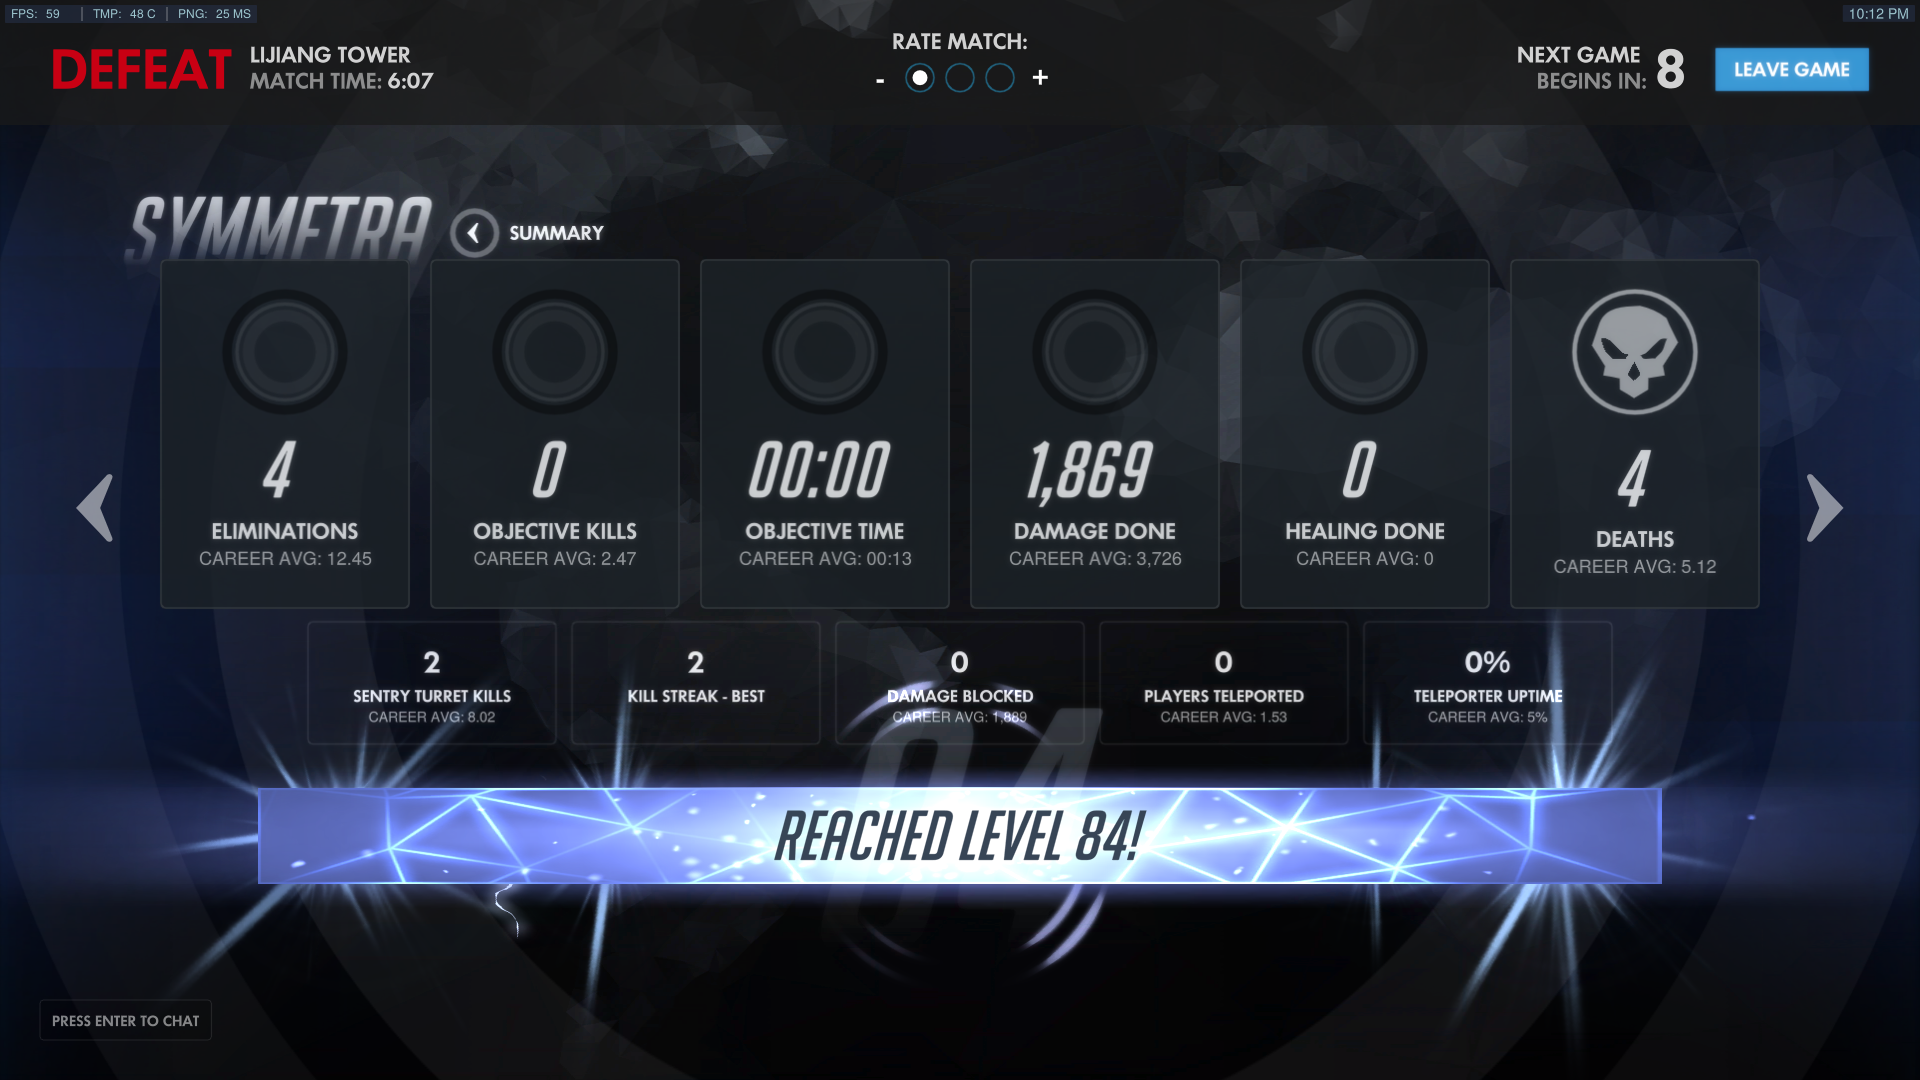 FPS: 59 | TMP: 48 C | PNG: 25 MS
10:12 PM
DEFEAT
LIJIANG TOWER
MATCH TIME: 6:07
RATE MATCH:
- +
NEXT GAME
BEGINS IN: 8
LEAVE GAME
SYMMETRA
SUMMARY
4
ELIMINATIONS
CAREER AVG: 12.45
0
OBJECTIVE KILLS
CAREER AVG: 2.47
00:00
OBJECTIVE TIME
CAREER AVG: 00:13
1,869
DAMAGE DONE
CAREER AVG: 3,726
0
HEALING DONE
CAREER AVG: 0
4
DEATHS
CAREER AVG: 5.12
2
SENTRY TURRET KILLS
CAREER AVG: 8.02
2
KILL STREAK - BEST
0
DAMAGE BLOCKED
CAREER AVG: 1,889
0
PLAYERS TELEPORTED
CAREER AVG: 1.53
0%
TELEPORTER UPTIME
CAREER AVG: 5%
84
REACHED LEVEL 84!
PRESS ENTER TO CHAT